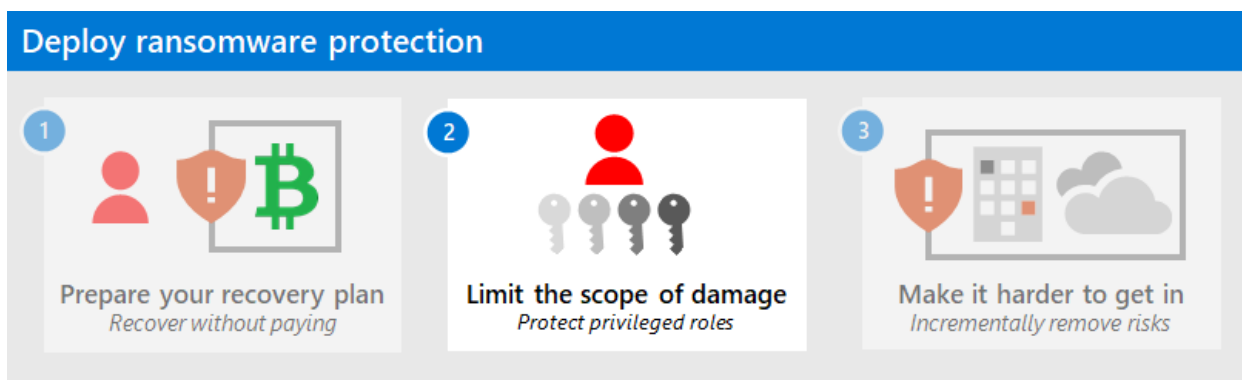 Deploy ransomware protection
1
Prepare your recovery plan
Recover without paying
2
Limit the scope of damage
Protect privileged roles
3
Make it harder to get in
Incrementally remove risks